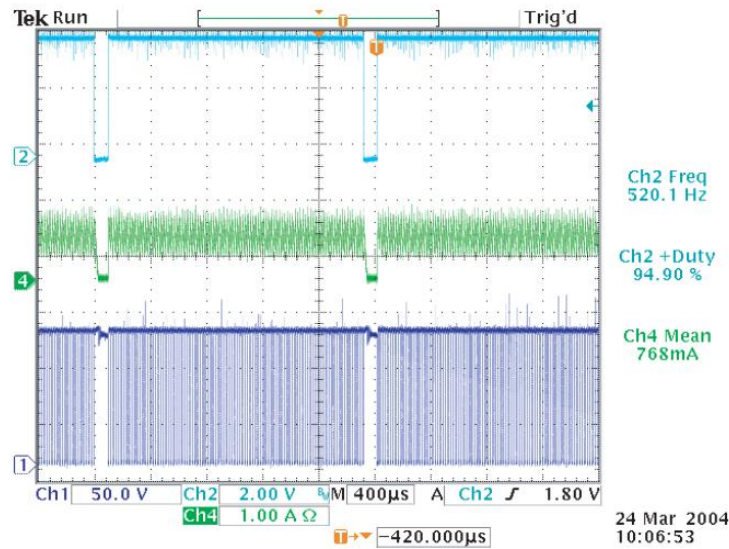 Tek Run Trig'd
T
T
2
Ch2 Freq
520.1 Hz
Ch2 +Duty
94.90 %
4
Ch4 Mean
768mA
1
Ch1 50.0 V Ch2 2.00 V BW M 400µs A Ch2 1.80 V
Ch4 1.00 A Ω
T -420.000µs
24 Mar 2004
10:06:53